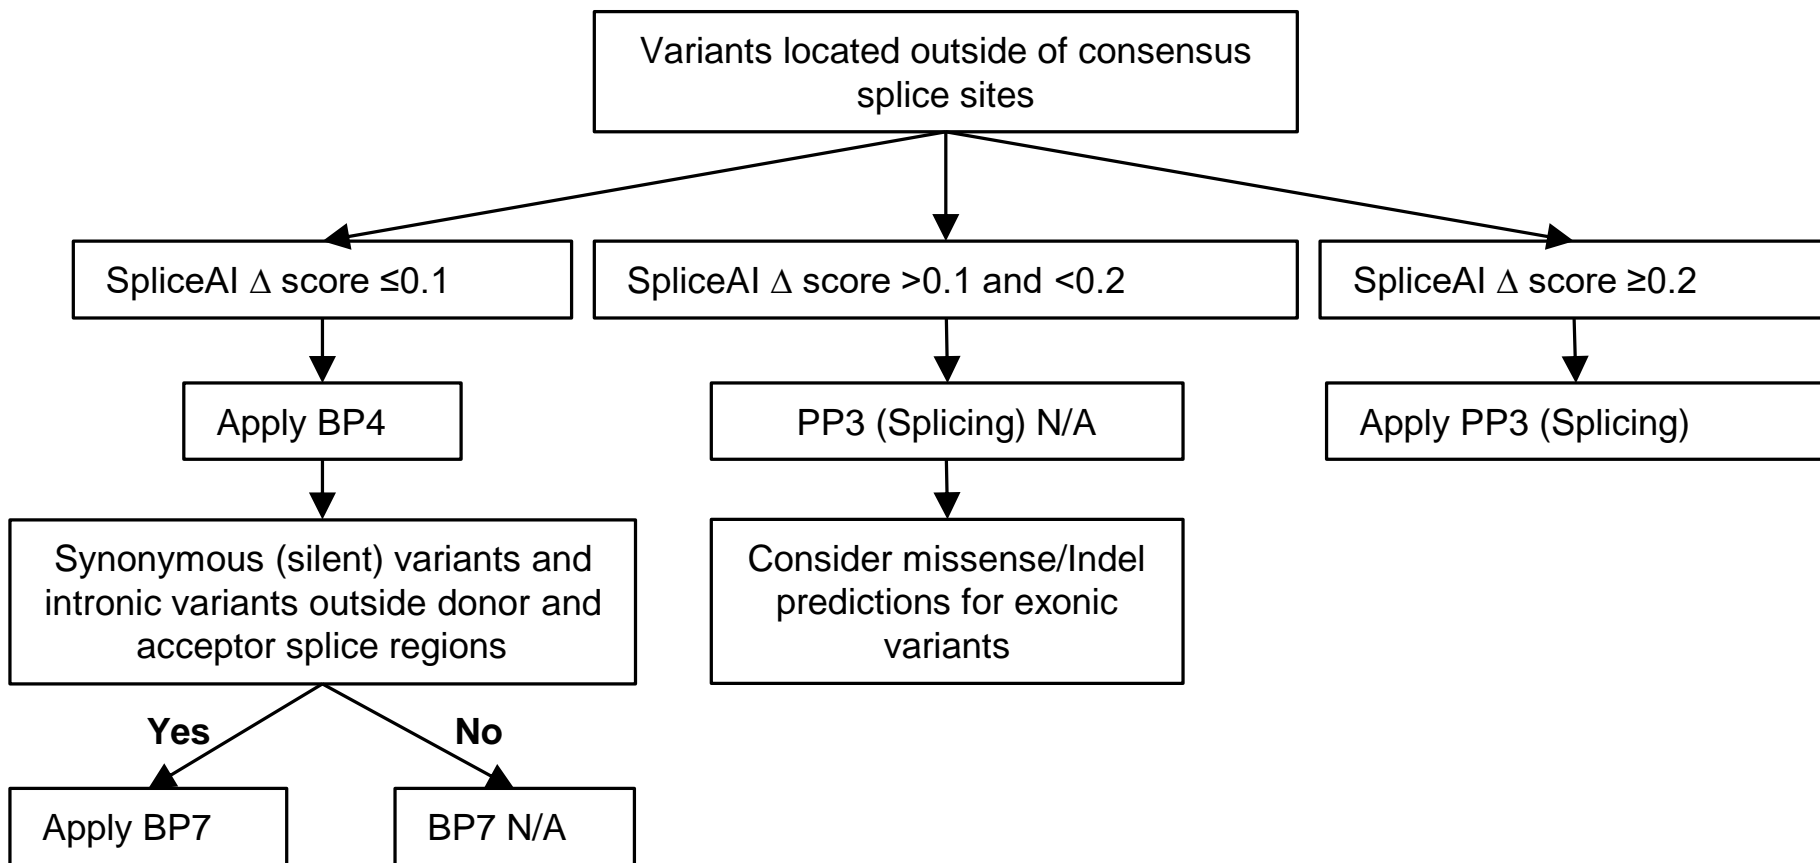 Variants located outside of consensus
splice sites
SpliceAI ∆ score ≤0.1
SpliceAI ∆ score >0.1 and <0.2
SpliceAI ∆ score ≥0.2
Apply BP4
PP3 (Splicing) N/A
Apply PP3 (Splicing)
Synonymous (silent) variants and
intronic variants outside donor and
acceptor splice regions
Consider missense/Indel
predictions for exonic
variants
Yes
No
Apply BP7
BP7 N/A